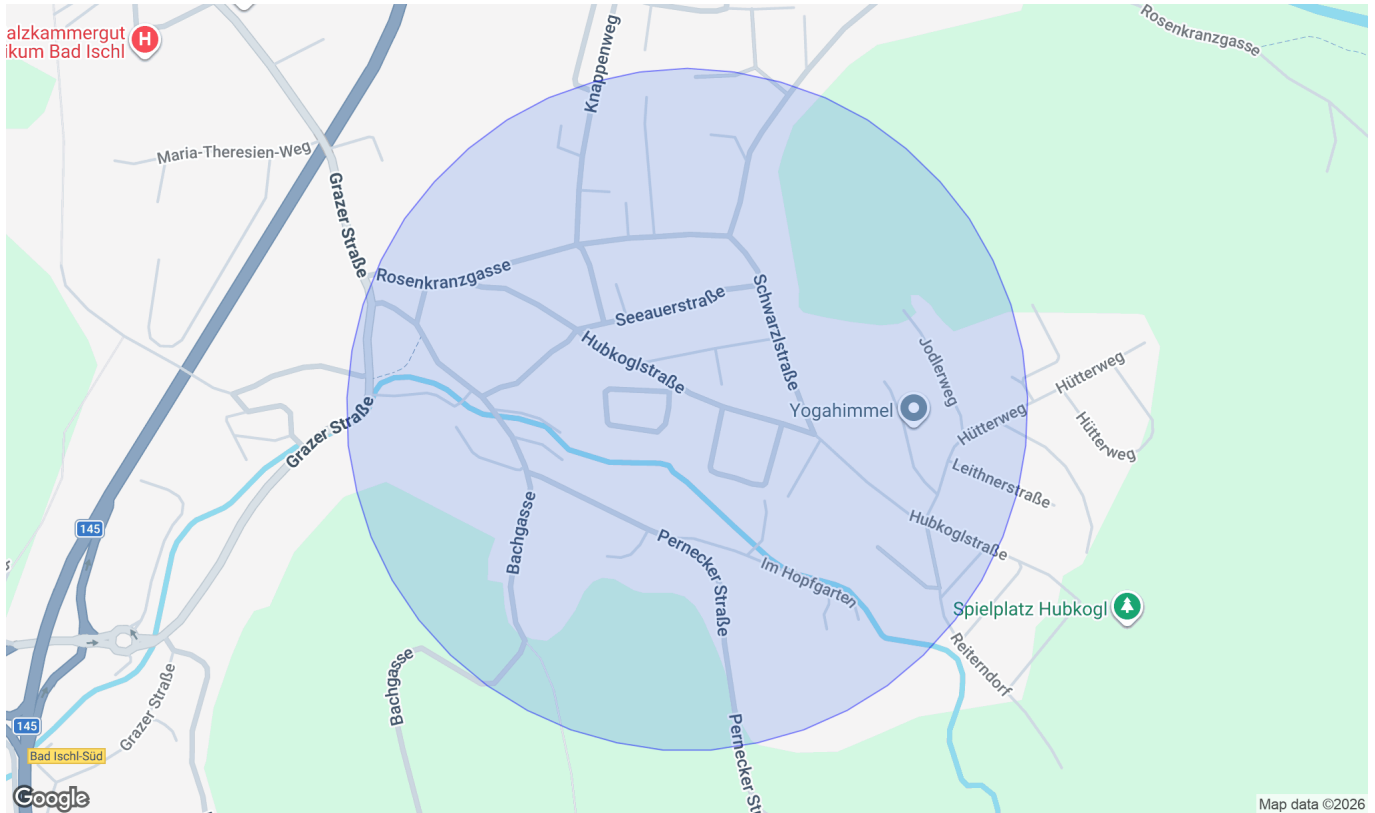 alzkammergut
ikum Bad Ischl
H
Knappenweg
Rosenkranzgasse
Maria-Theresien-Weg
Grazer Straße
Rosenkranzgasse
Seeauerstraße
Schwarzlstraße
Hubkoglstraße
Jodlerweg
Hütterweg
Yogahimmel
Hütterweg
Hütterweg
Grazer Straße
Leithnerstraße
Bachgasse
145
Hubkoglstraße
Pernecker Straße
Im Hopfgarten
Spielplatz Hubkogl
Reiterndorf
Bachgasse
Grazer Straße
145
Bad Ischl-Süd
Pernecker St
Google
Map data ©2026